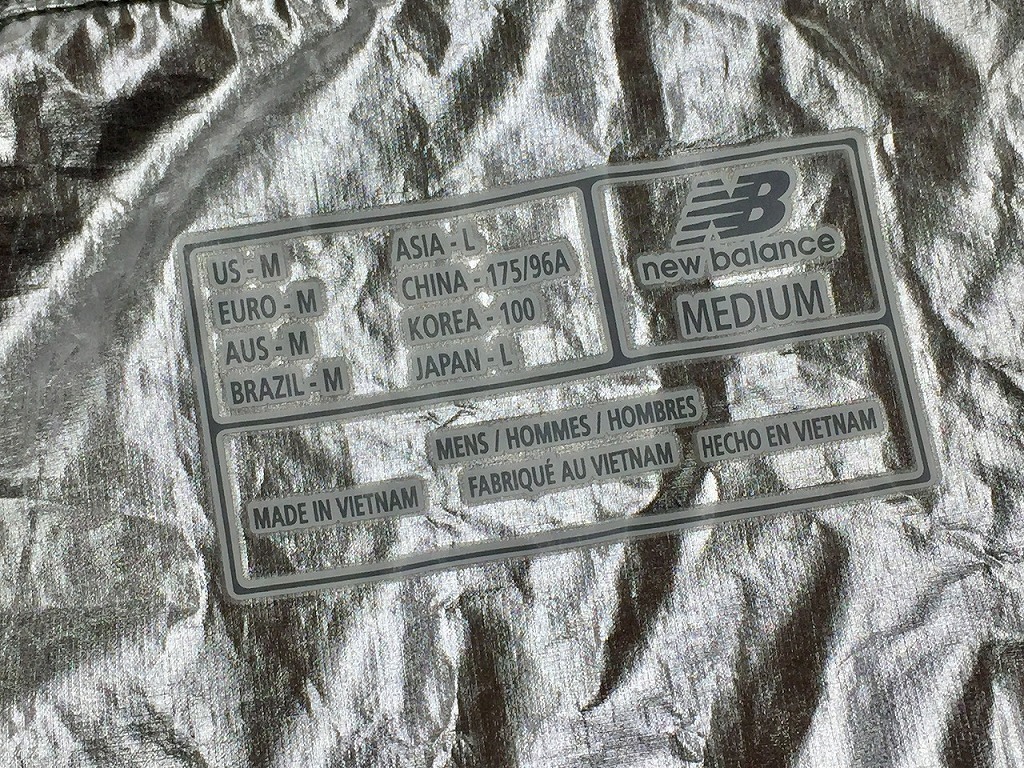 US - M
EURO - M
AUS - M
BRAZIL - M
ASIA - L
CHINA - 175/96A
KOREA - 100
JAPAN - L
NB
new balance
MEDIUM
MENS / HOMMES / HOMBRES
MADE IN VIETNAM
FABRIQUÉ AU VIETNAM
HECHO EN VIETNAM